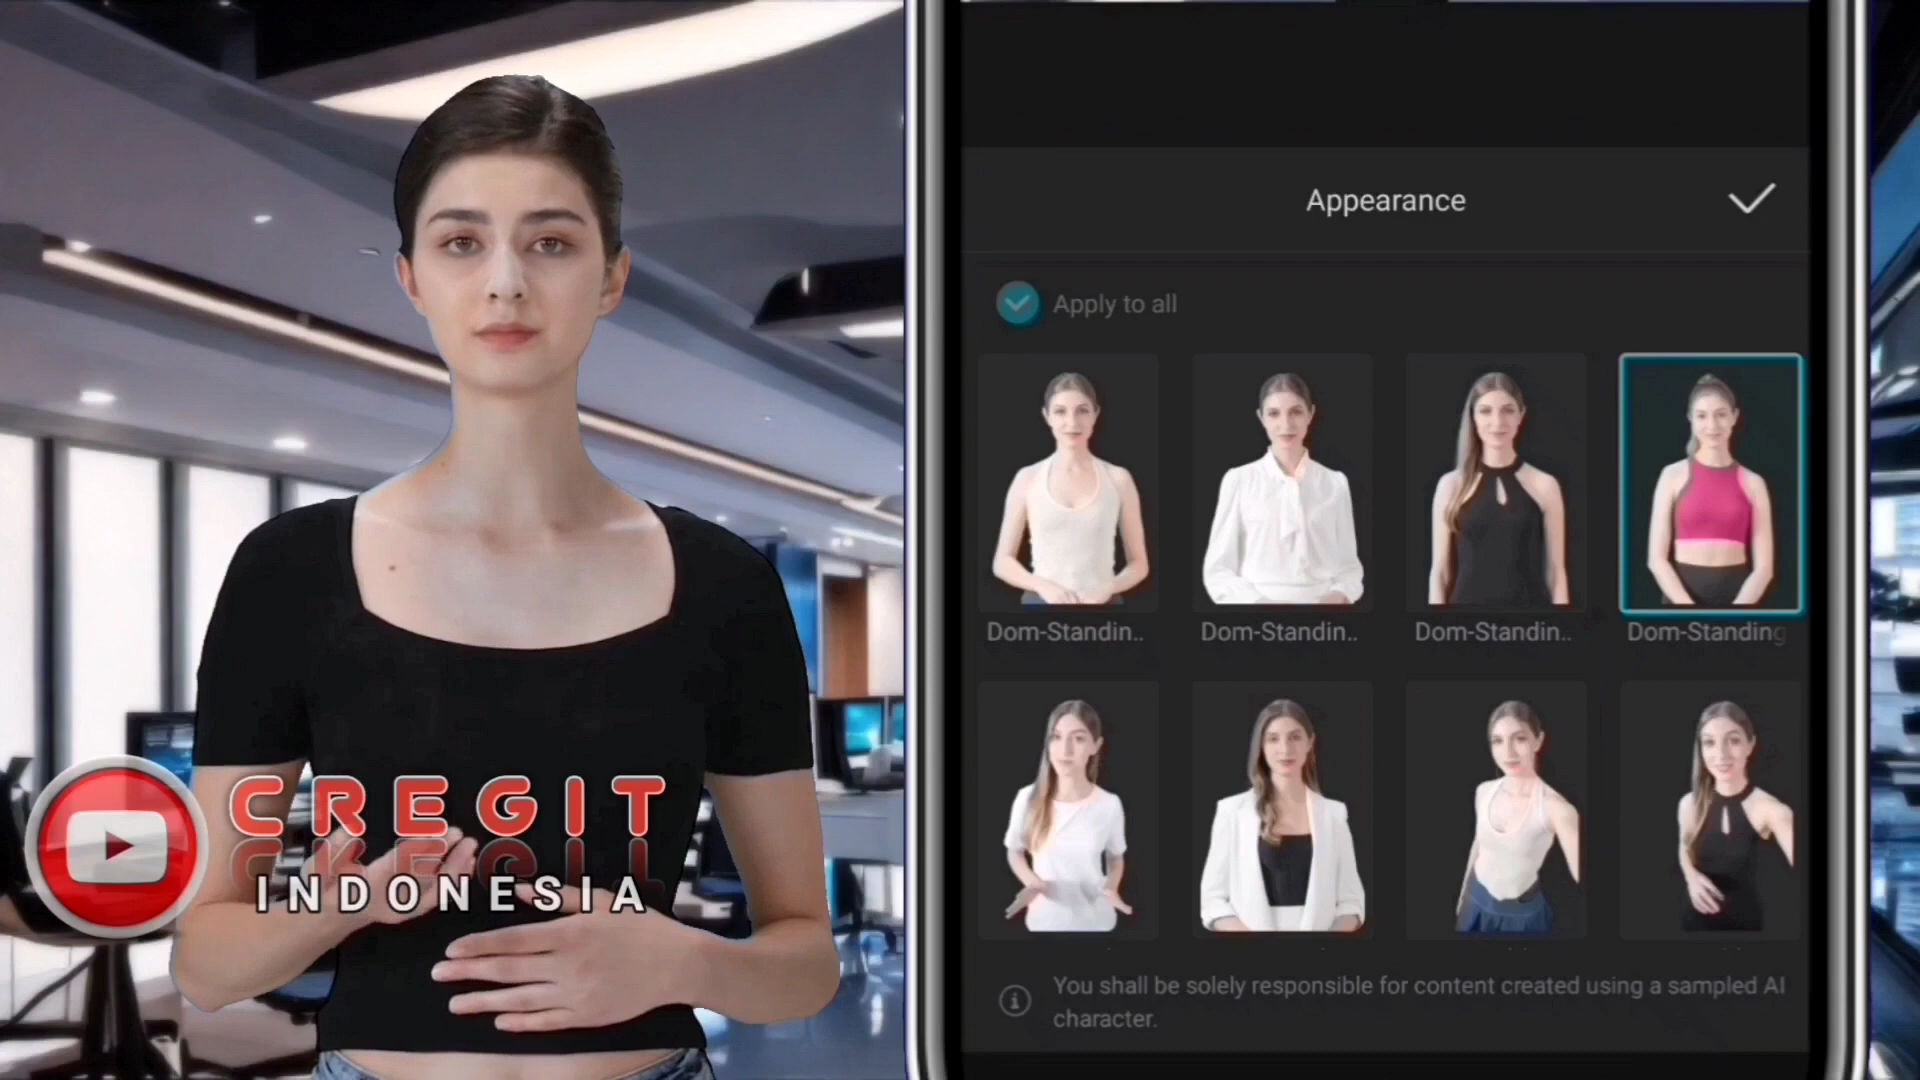 CREGIT
INDONESIA
Appearance
Apply to all
Dom-Standin..
Dom-Standin..
Dom-Standin..
Dom-Standing
You shall be solely responsible for content created using a sampled AI
character.